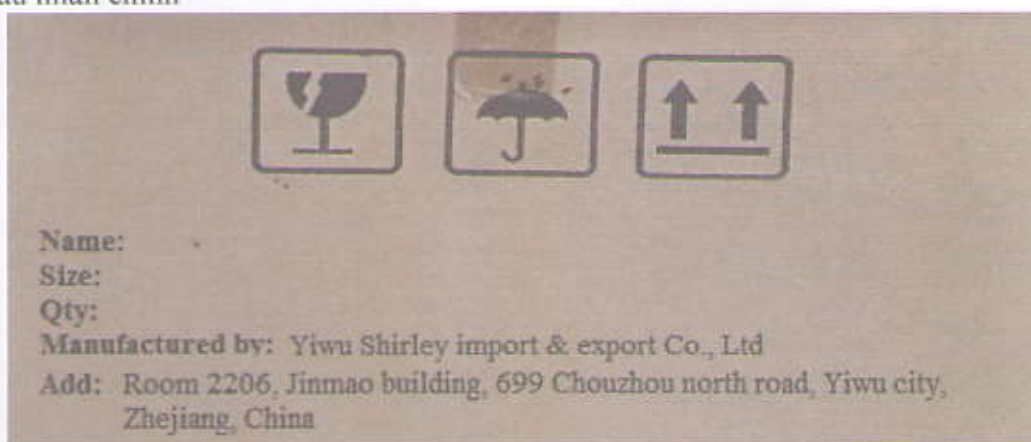 Name:
Size:
Qty:
Manufactured by: Yiwu Shirley import & export Co., Ltd
Add: Room 2206, Jinmao building, 699 Chouzhou north road, Yiwu city,
Zhejiang, China